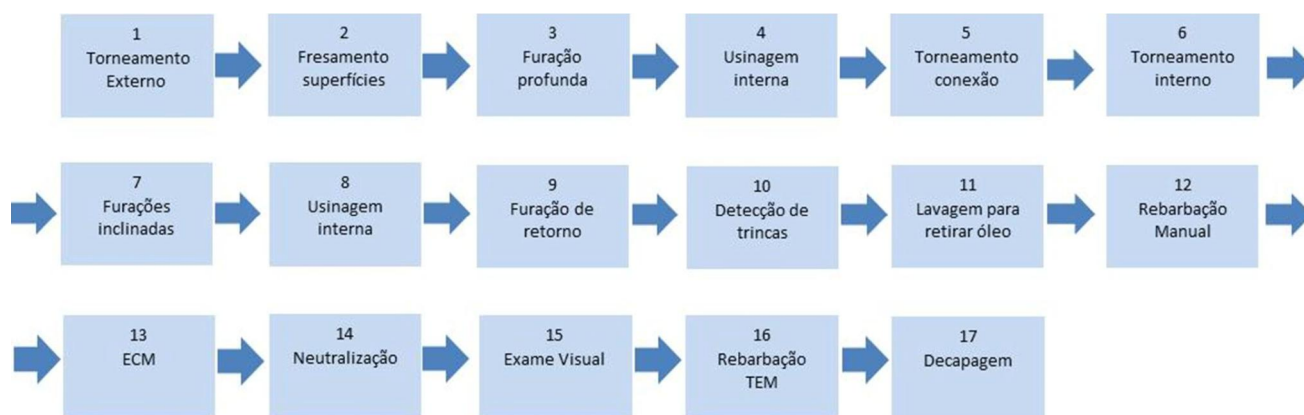 1
Torneamento
Externo
2
Fresamento
superfícies
3
Furação
profunda
4
Usinagem
interna
5
Torneamento
conexão
6
Torneamento
interno
7
Furações
inclinadas
8
Usinagem
interna
9
Furação de
retorno
10
Detecção de
trincas
11
Lavagem para
retirar óleo
12
Rebarbação
Manual
13
ECM
14
Neutralização
15
Exame Visual
16
Rebarbação
TEM
17
Decapagem